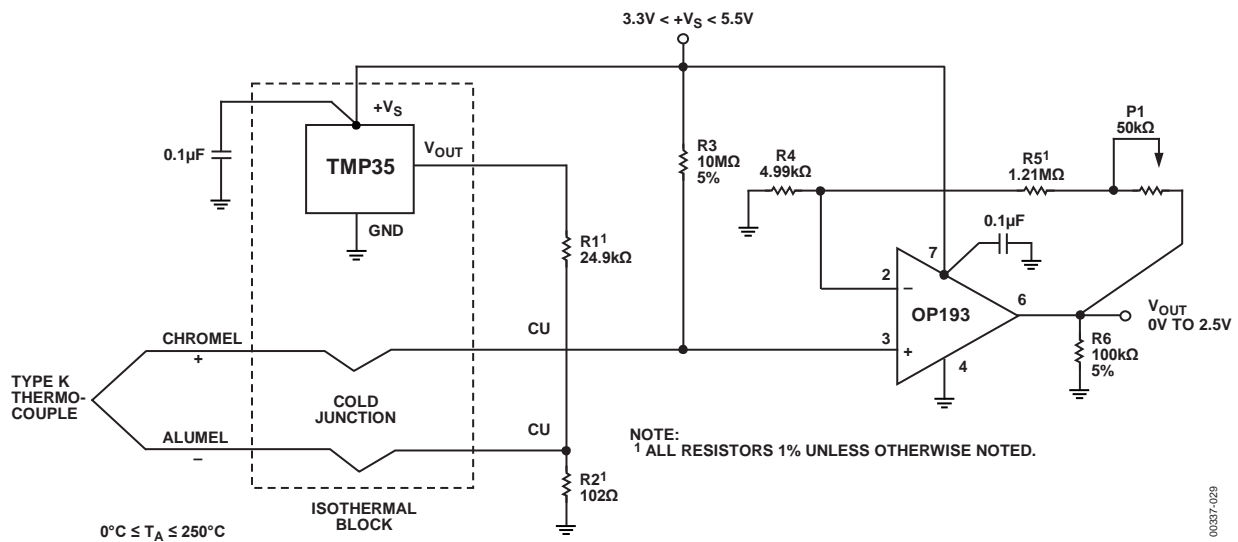 3.3V < +VS < 5.5V
+VS
0.1µF
TMP35
VOUT
GND
R1¹
24.9kΩ
R3
10MΩ
5%
R4
4.99kΩ
R5¹
1.21MΩ
P1
50kΩ
0.1µF
7
2
–
OP193
6
3
+
4
VOUT
0V TO 2.5V
R6
100kΩ
5%
CHROMEL
+
CU
TYPE K
THERMO-
COUPLE
COLD
JUNCTION
ALUMEL
–
CU
R2¹
102Ω
NOTE:
¹ ALL RESISTORS 1% UNLESS OTHERWISE NOTED.
ISOTHERMAL
BLOCK
0°C ≤ TA ≤ 250°C
00337-029